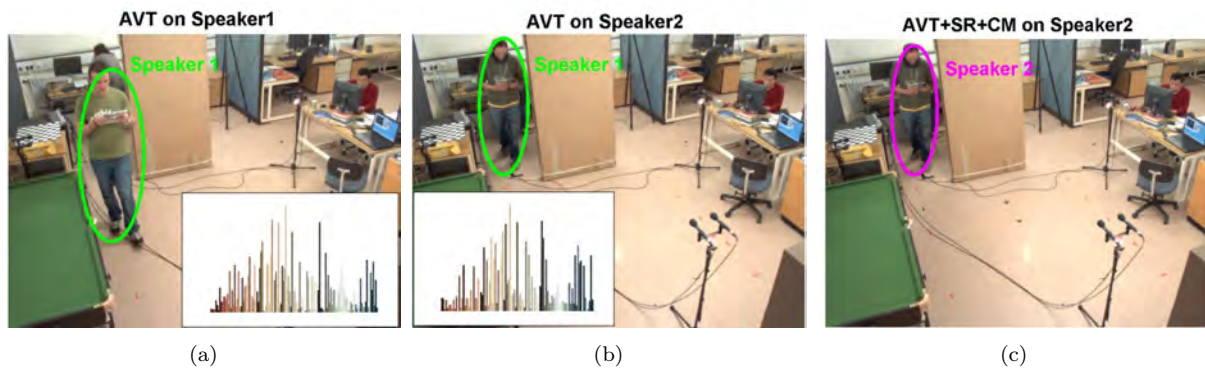 AVT on Speaker1
Speaker 1
(a)
AVT on Speaker2
Speaker 1
(b)
AVT+SR+CM on Speaker2
Speaker 2
(c)